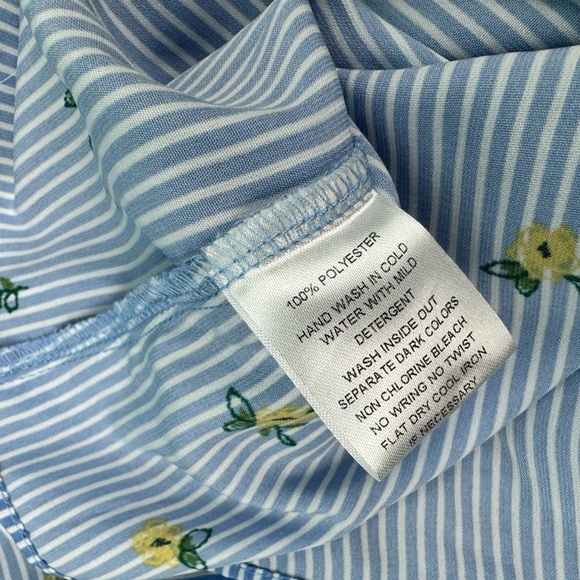 100% POLYESTER
HAND WASH IN COLD
WATER WITH MILD
DETERGENT
WASH INSIDE OUT
SEPARATE DARK COLORS
NON CHLORINE BLEACH
NO WRING NO TWIST
FLAT DRY COOL IRON
IF NECESSARY